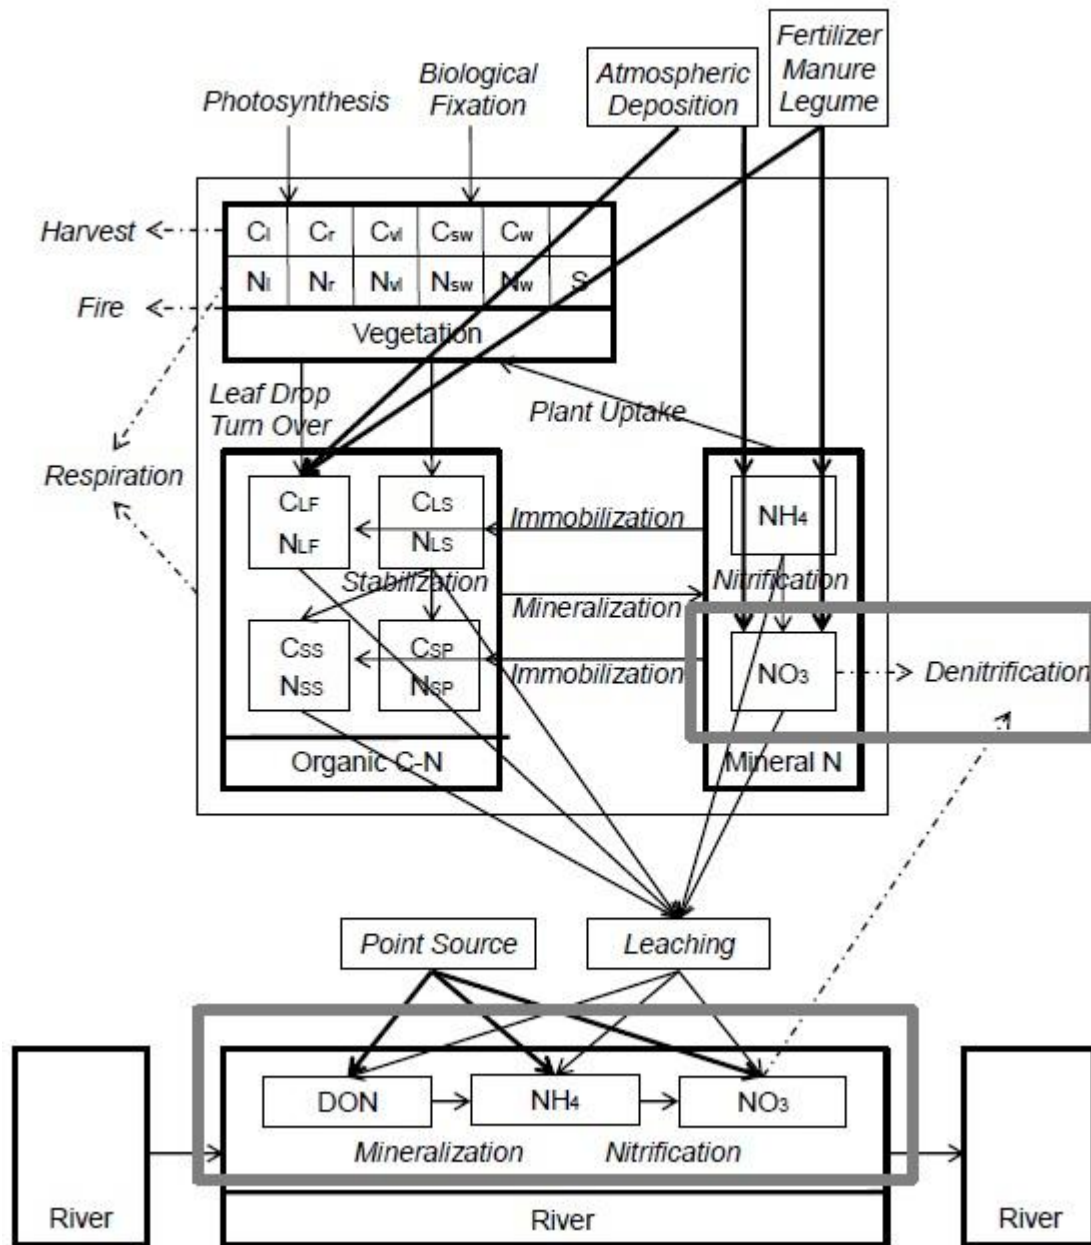 Fertilizer
Manure
Legume
Atmospheric
Deposition
Biological
Fixation
Photosynthesis
Harvest
Cl Cr Cvl Csw Cw
Nl Nr Nvl Nsw Nw S
Fire
Vegetation
Leaf Drop
Turn Over
Plant Uptake
Respiration
CLF CLS
NLF NLS
Immobilization
NH4
Stabilization
Nitrification
Mineralization
CSS CSP
NSS NSP
Immobilization
NO3
Denitrification
Organic C-N
Mineral N
Point Source
Leaching
DON
NH4
NO3
Mineralization
Nitrification
River
River
River